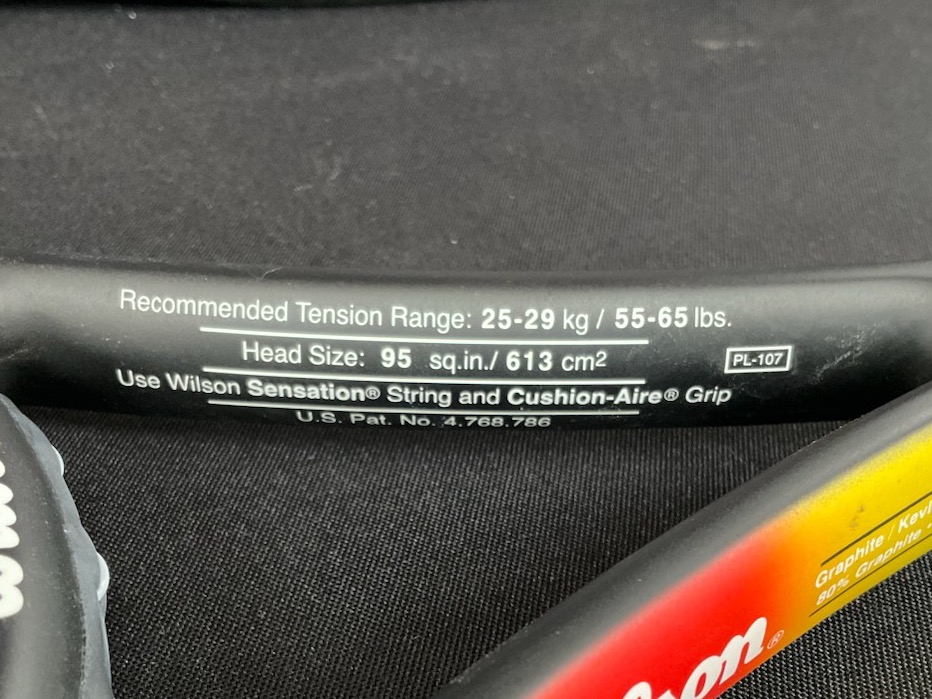 Recommended Tension Range: 25-29 kg / 55-65 lbs.
Head Size: 95 sq.in./ 613 cm²
PL-107
Use Wilson Sensation® String and Cushion-Aire® Grip
U.S. Pat. No. 4.768.786
Graphite /
80% Graphite
®